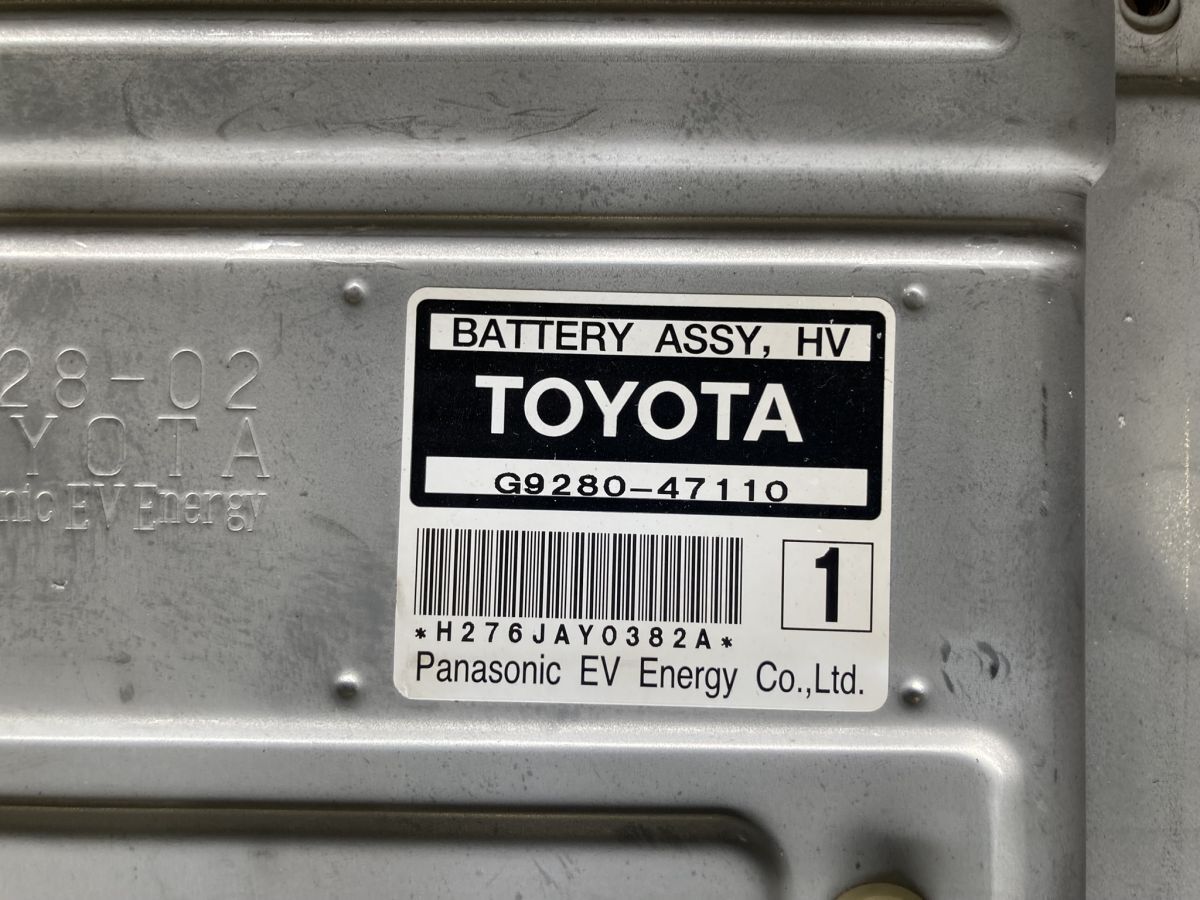 28-02
YOTA
nic EV Energy
BATTERY ASSY, HV
TOYOTA
G9280-47110
1
*H276JAY0382A*
Panasonic EV Energy Co.,Ltd.